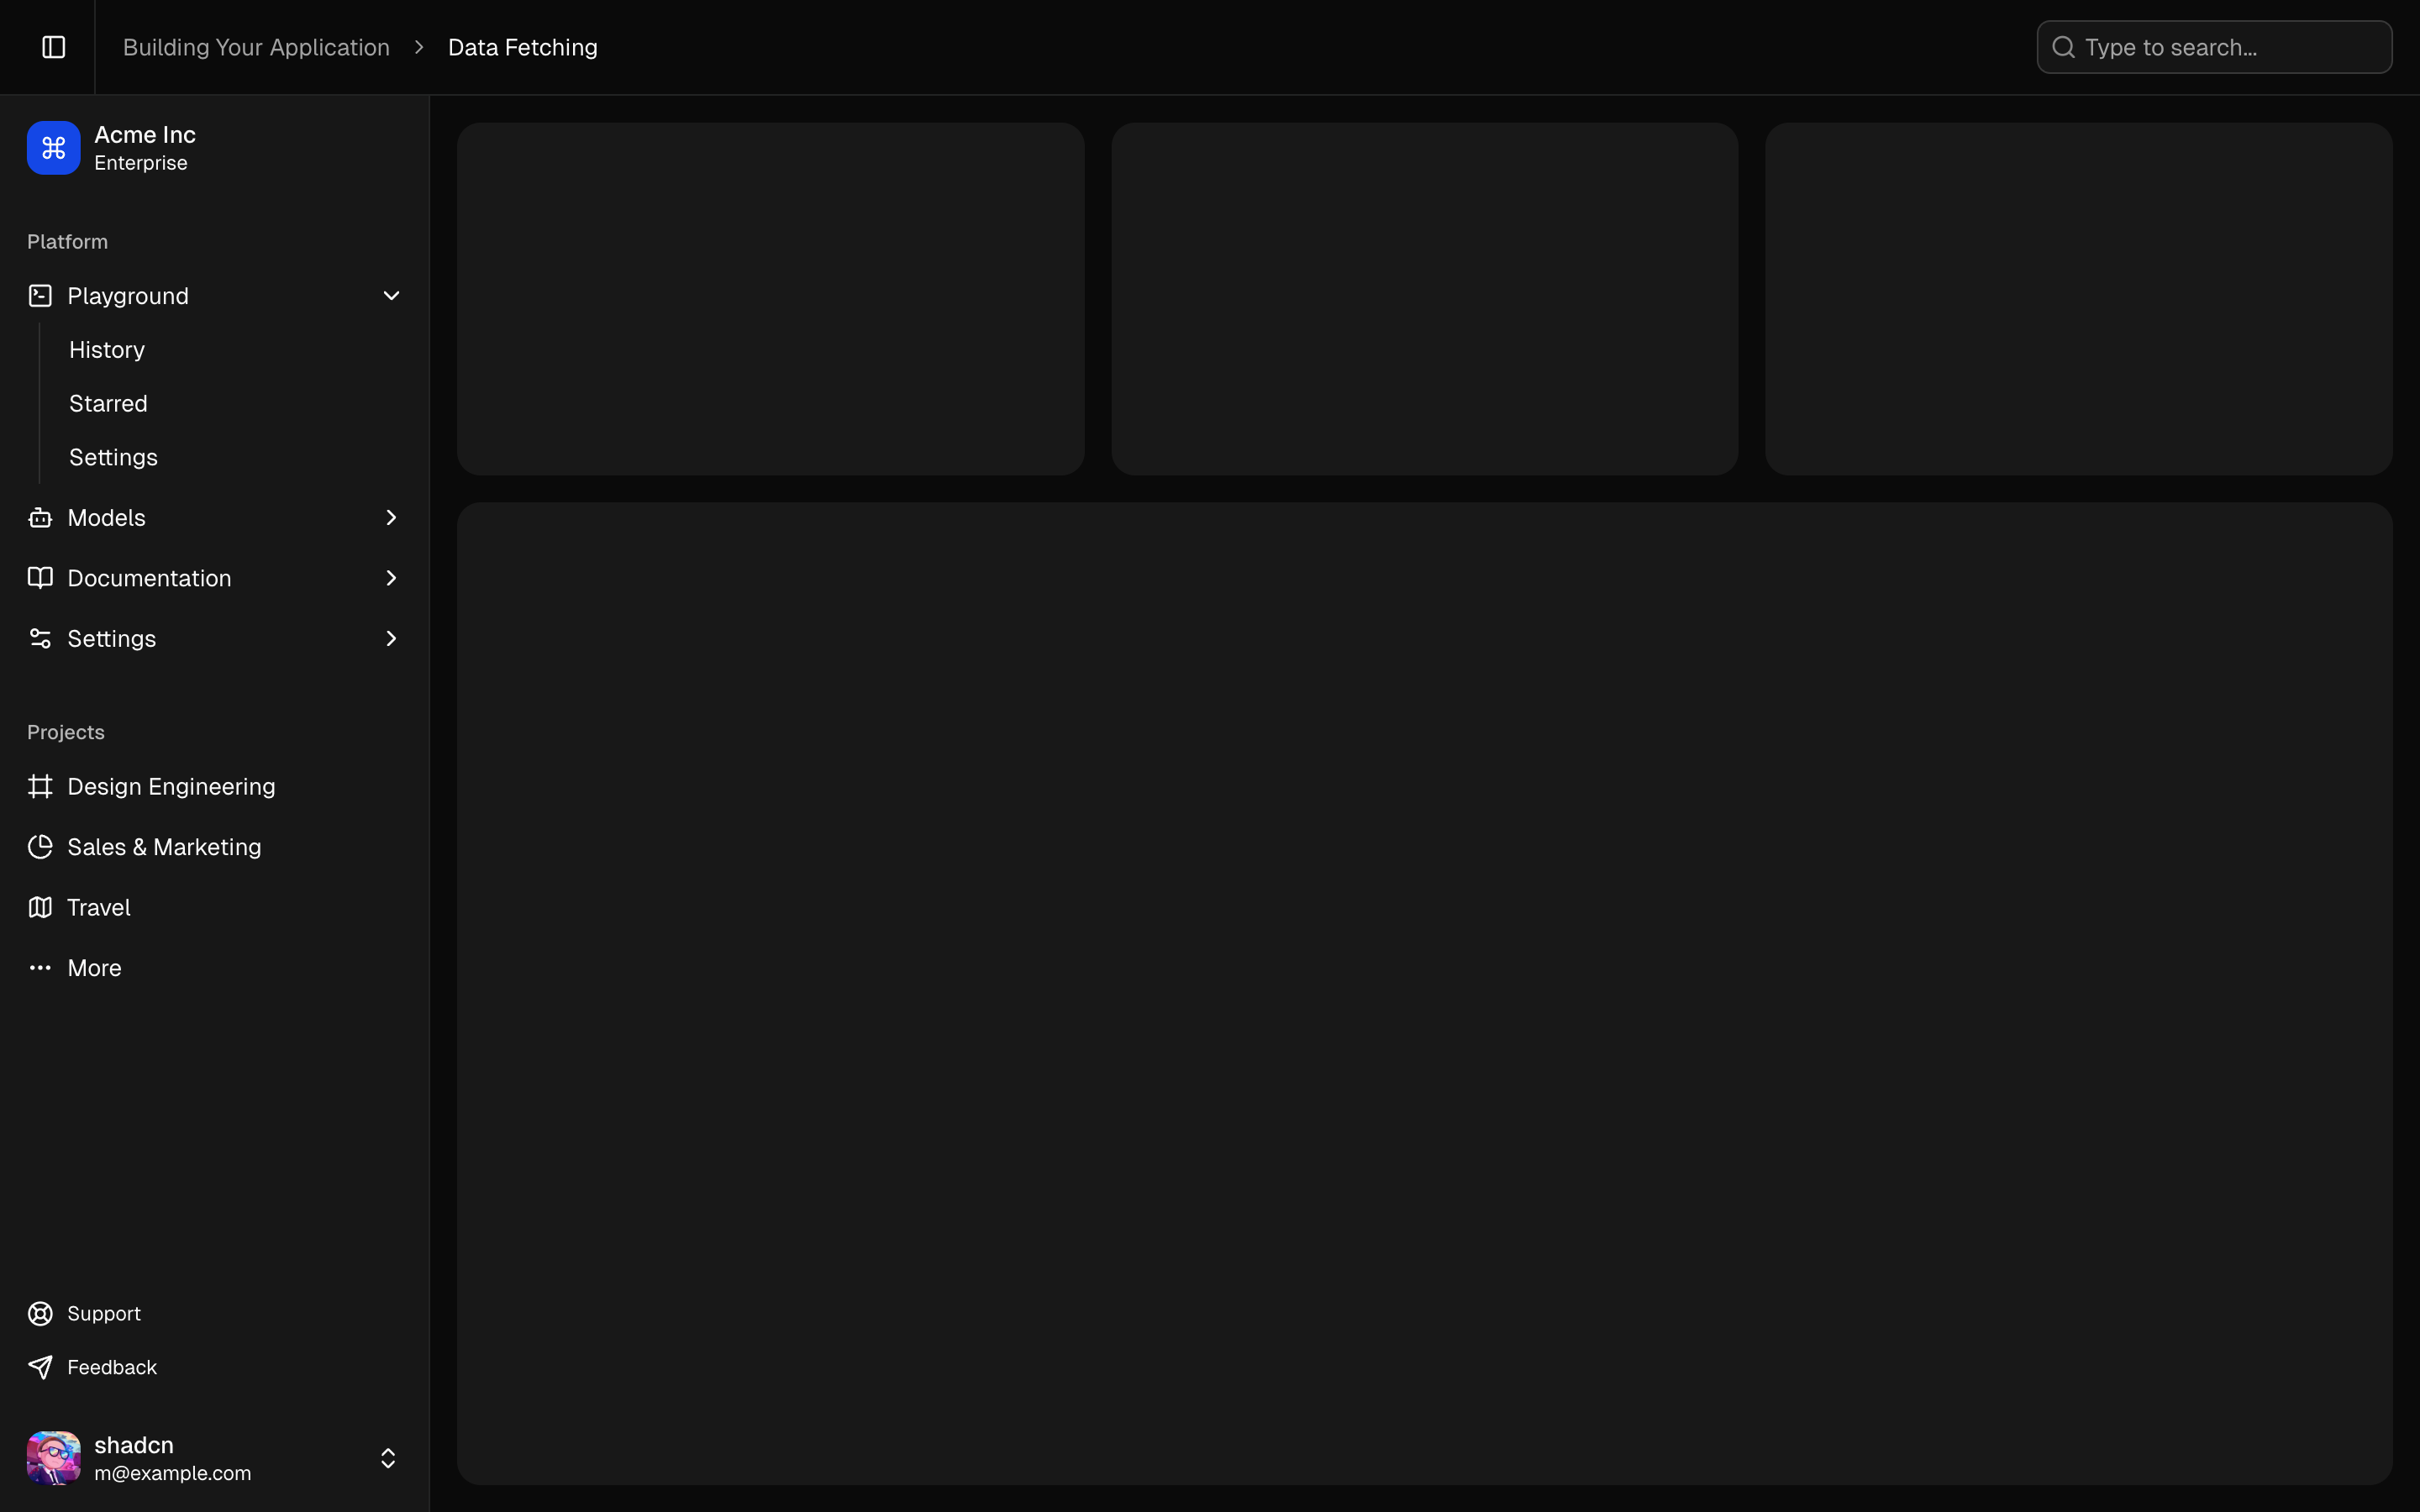 Building Your Application
Data Fetching
Type to search...
Acme Inc
Enterprise
Platform
Playground
History
Starred
Settings
Models
Documentation
Settings
Projects
Design Engineering
Sales & Marketing
Travel
More
Support
Feedback
shadcn
m@example.com